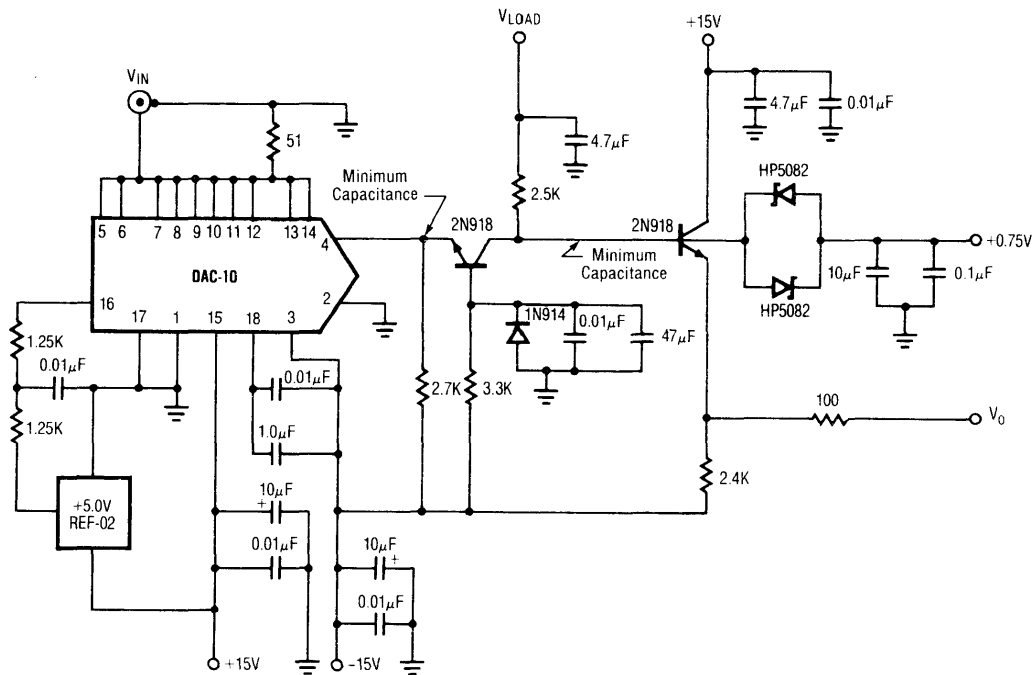 VLOAD
+15V
VIN
4.7μF
0.01μF
51
4.7μF
HP5082
Minimum
Capacitance
2.5K
2N918
2N918
5 6 7 8 9 10 11 12 13 14
4
DAC-10
Minimum
Capacitance
+0.75V
10μF
0.1μF
2
16
17 1 15 18 3
HP5082
1N914
0.01μF
47μF
1.25K
0.01μF
0.01μF
2.7K
3.3K
1.25K
1.0μF
100
VO
2.4K
+5.0V
REF-02
10μF
+
0.01μF
10μF
+
0.01μF
+15V
-15V